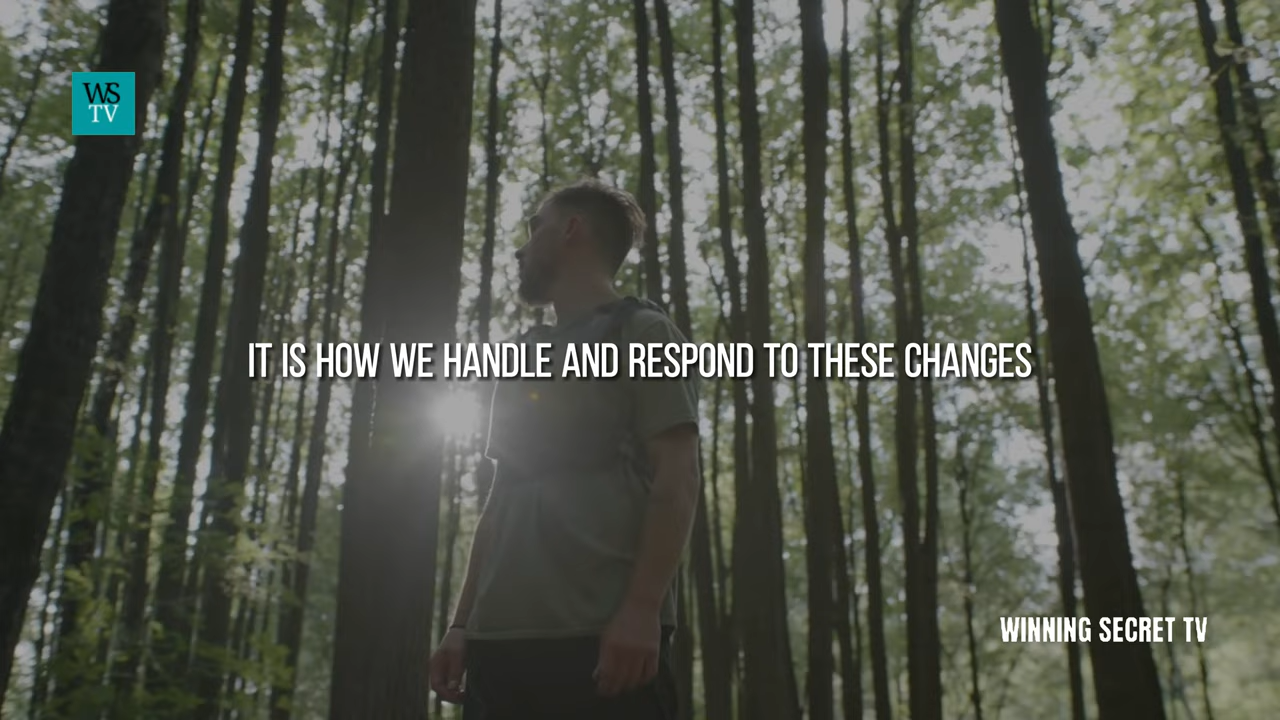 WS
TV
IT IS HOW WE HANDLE AND RESPOND TO THESE CHANGES
WINNING SECRET TV